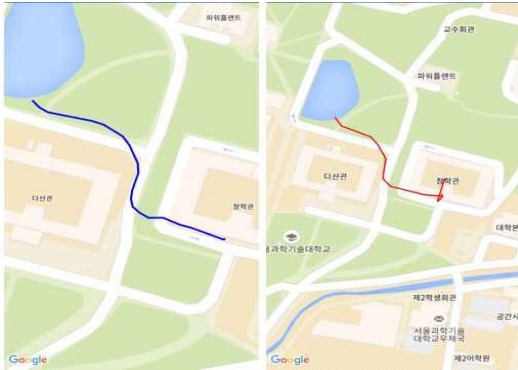 파워플랜트
다산관
창학관
Google
교수회관
파워플랜트
다산관
창학관
대학본
울과학기술대학교
제2학생회관
공간사
서울과학기술
대학교우체국
제2어학원
Google